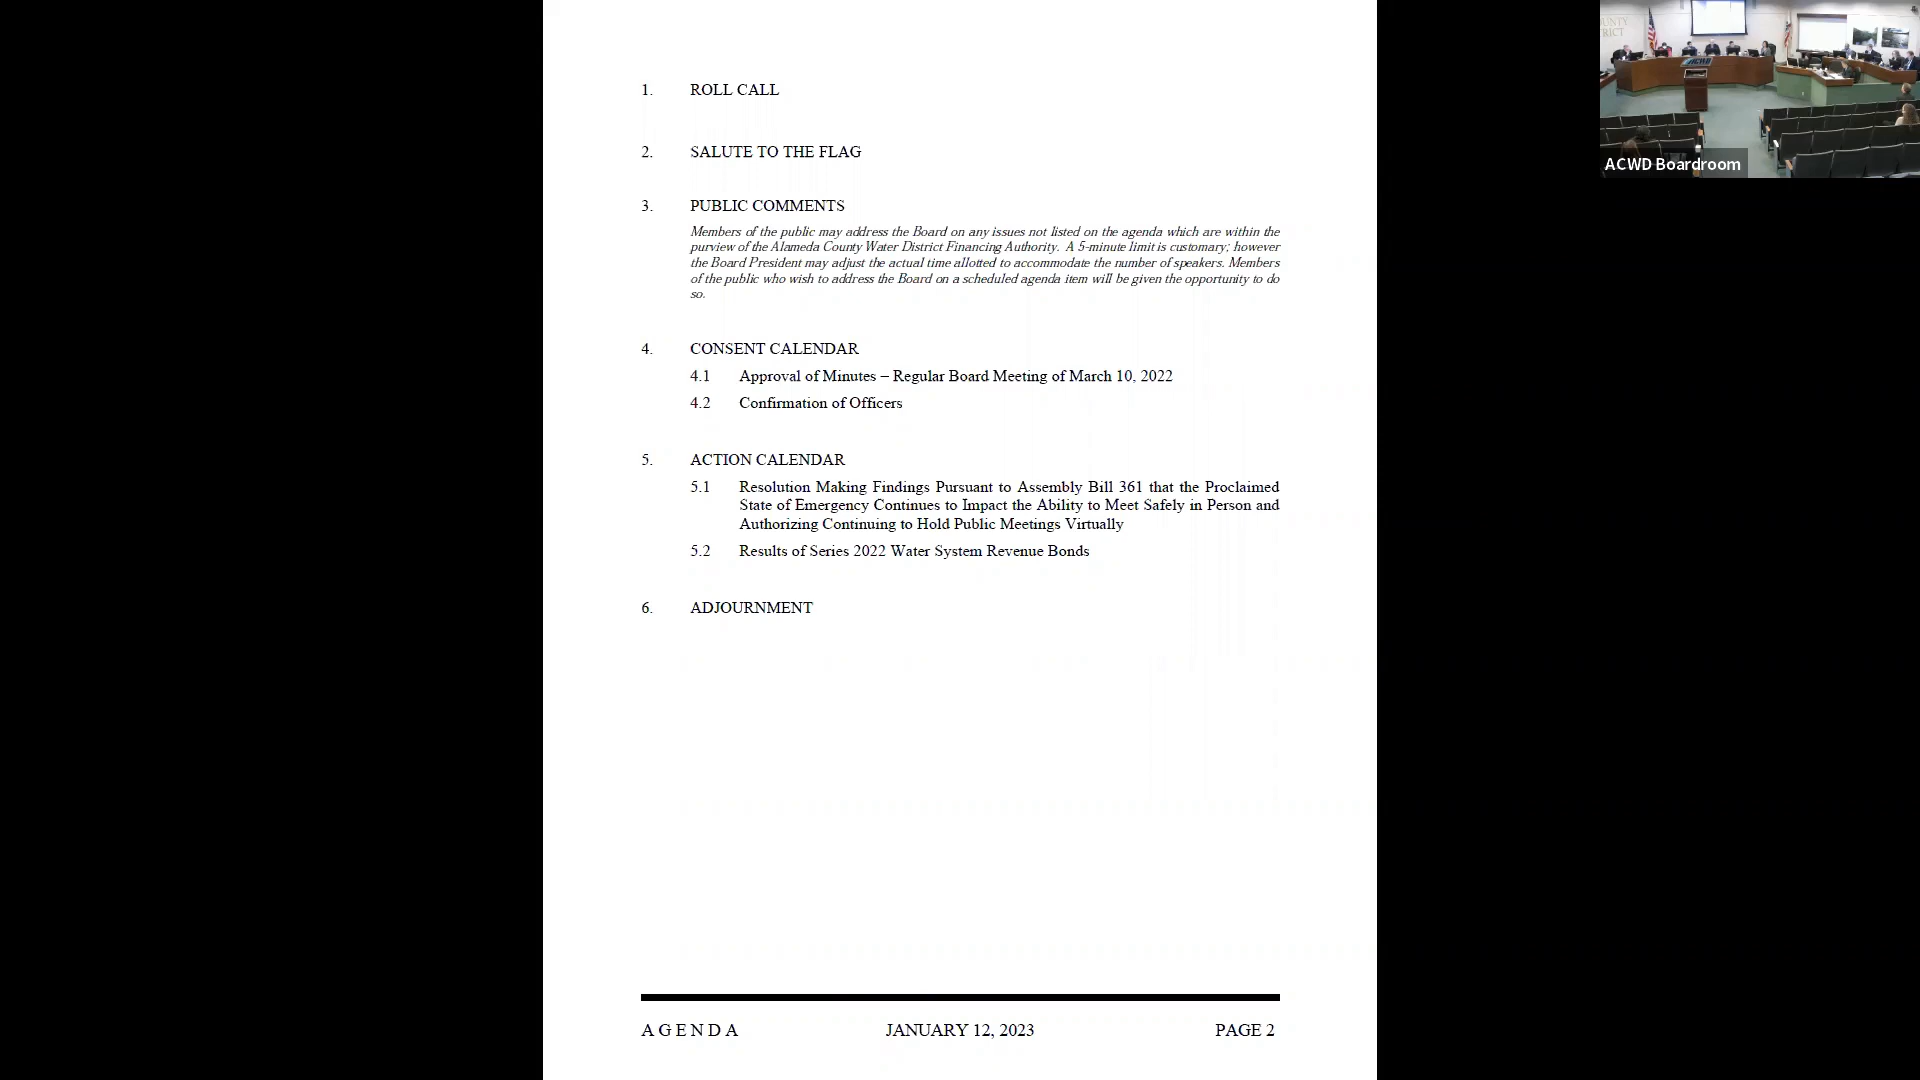 1. ROLL CALL
2. SALUTE TO THE FLAG
3. PUBLIC COMMENTS
Members of the public may address the Board on any issues not listed on the agenda which are within the
purview of the Alameda County Water District Financing Authority. A 5-minute limit is customary; however
the Board President may adjust the actual time allotted to accommodate the number of speakers. Members
of the public who wish to address the Board on a scheduled agenda item will be given the opportunity to do
so.
4. CONSENT CALENDAR
4.1 Approval of Minutes – Regular Board Meeting of March 10, 2022
4.2 Confirmation of Officers
5. ACTION CALENDAR
5.1 Resolution Making Findings Pursuant to Assembly Bill 361 that the Proclaimed
State of Emergency Continues to Impact the Ability to Meet Safely in Person and
Authorizing Continuing to Hold Public Meetings Virtually
5.2 Results of Series 2022 Water System Revenue Bonds
6. ADJOURNMENT
AGENDA JANUARY 12, 2023 PAGE 2
ACWD Boardroom